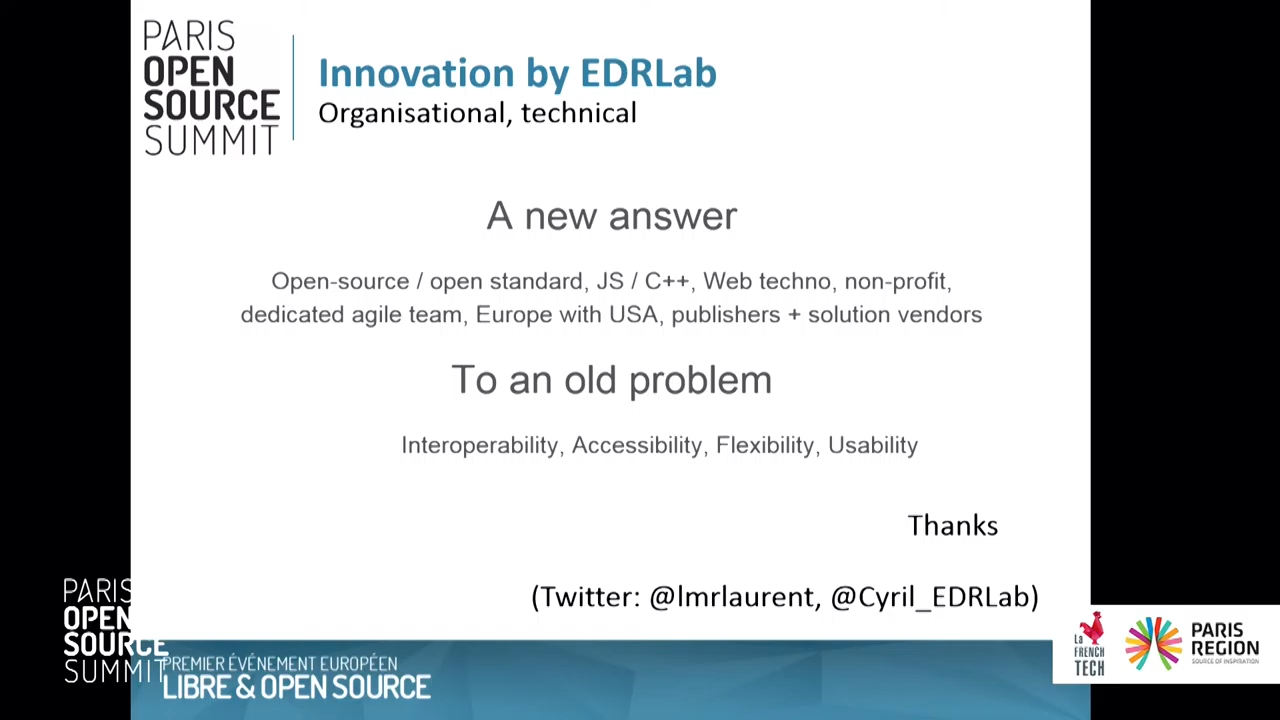 PARIS
OPEN
SOURCE
SUMMIT
Innovation by EDRLab
Organisational, technical
A new answer
Open-source / open standard, JS / C++, Web techno, non-profit,
dedicated agile team, Europe with USA, publishers + solution vendors
To an old problem
Interoperability, Accessibility, Flexibility, Usability
Thanks
(Twitter: @lmrlaurent, @Cyril_EDRLab)
PARIS
OPEN
SOURCE
SUMMIT
PREMIER ÉVÉNEMENT EUROPÉEN
LIBRE & OPEN SOURCE
La
FRENCH
TECH
PARIS
REGION
SOURCE OF INSPIRATION